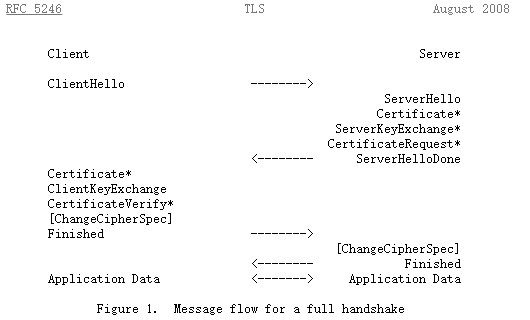 RFC 5246 TLS August 2008
Client Server
ClientHello -------->
ServerHello
Certificate*
ServerKeyExchange*
CertificateRequest*
<-------- ServerHelloDone
Certificate*
ClientKeyExchange
CertificateVerify*
[ChangeCipherSpec]
Finished -------->
[ChangeCipherSpec]
<-------- Finished
Application Data <-------> Application Data
Figure 1. Message flow for a full handshake